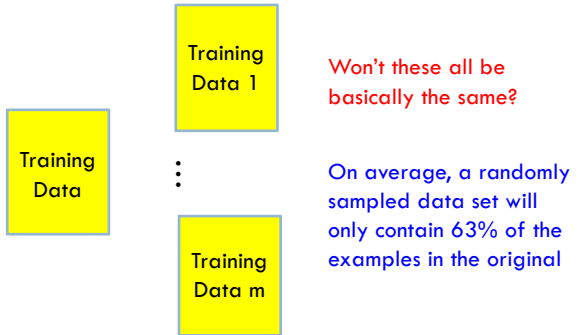 Training
Data
Training
Data 1
⋮
Training
Data m
Won't these all be
basically the same?
On average, a randomly
sampled data set will
only contain 63% of the
examples in the original